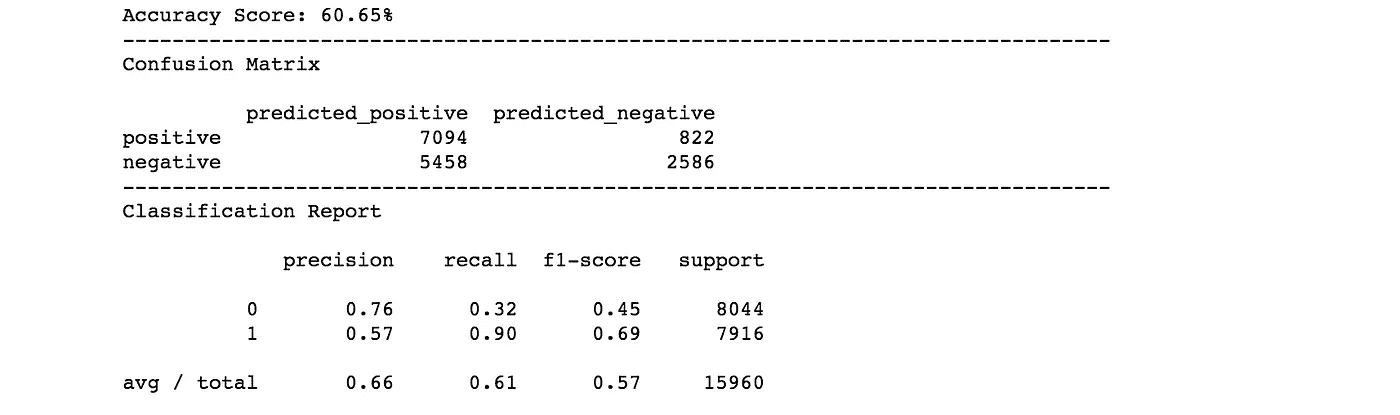 Accuracy Score: 60.65%
--------------------------------------------------------------------------------
Confusion Matrix
predicted_positive predicted_negative
positive 7094 822
negative 5458 2586
--------------------------------------------------------------------------------
Classification Report
precision recall f1-score support
0 0.76 0.32 0.45 8044
1 0.57 0.90 0.69 7916
avg / total 0.66 0.61 0.57 15960